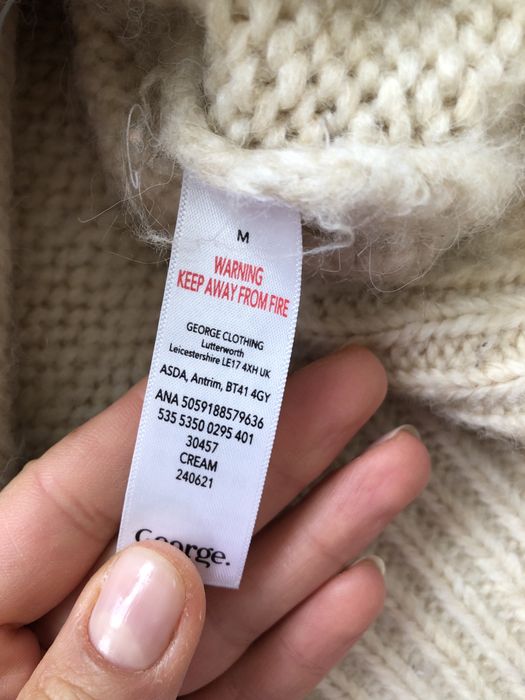 M
WARNING
KEEP AWAY FROM FIRE
GEORGE CLOTHING
Lutterworth
Leicestershire LE17 4XH UK
ASDA, Antrim, BT41 4GY
ANA 5059188579636
535 5350 0295 401
30457
CREAM
240621
George.